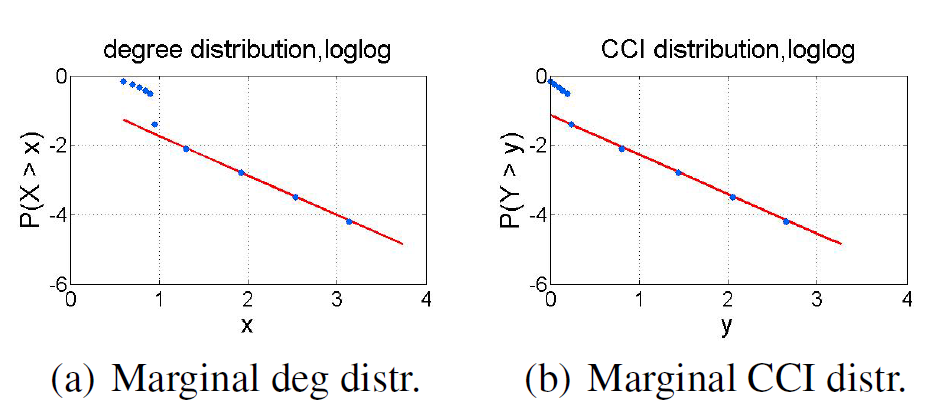 degree distribution,loglog
0
-2
-4
-6
P(X > x)
0 1 2 3 4
x
(a) Marginal deg distr.
CCI distribution,loglog
0
-2
-4
-6
P(Y > y)
0 1 2 3 4
y
(b) Marginal CCI distr.